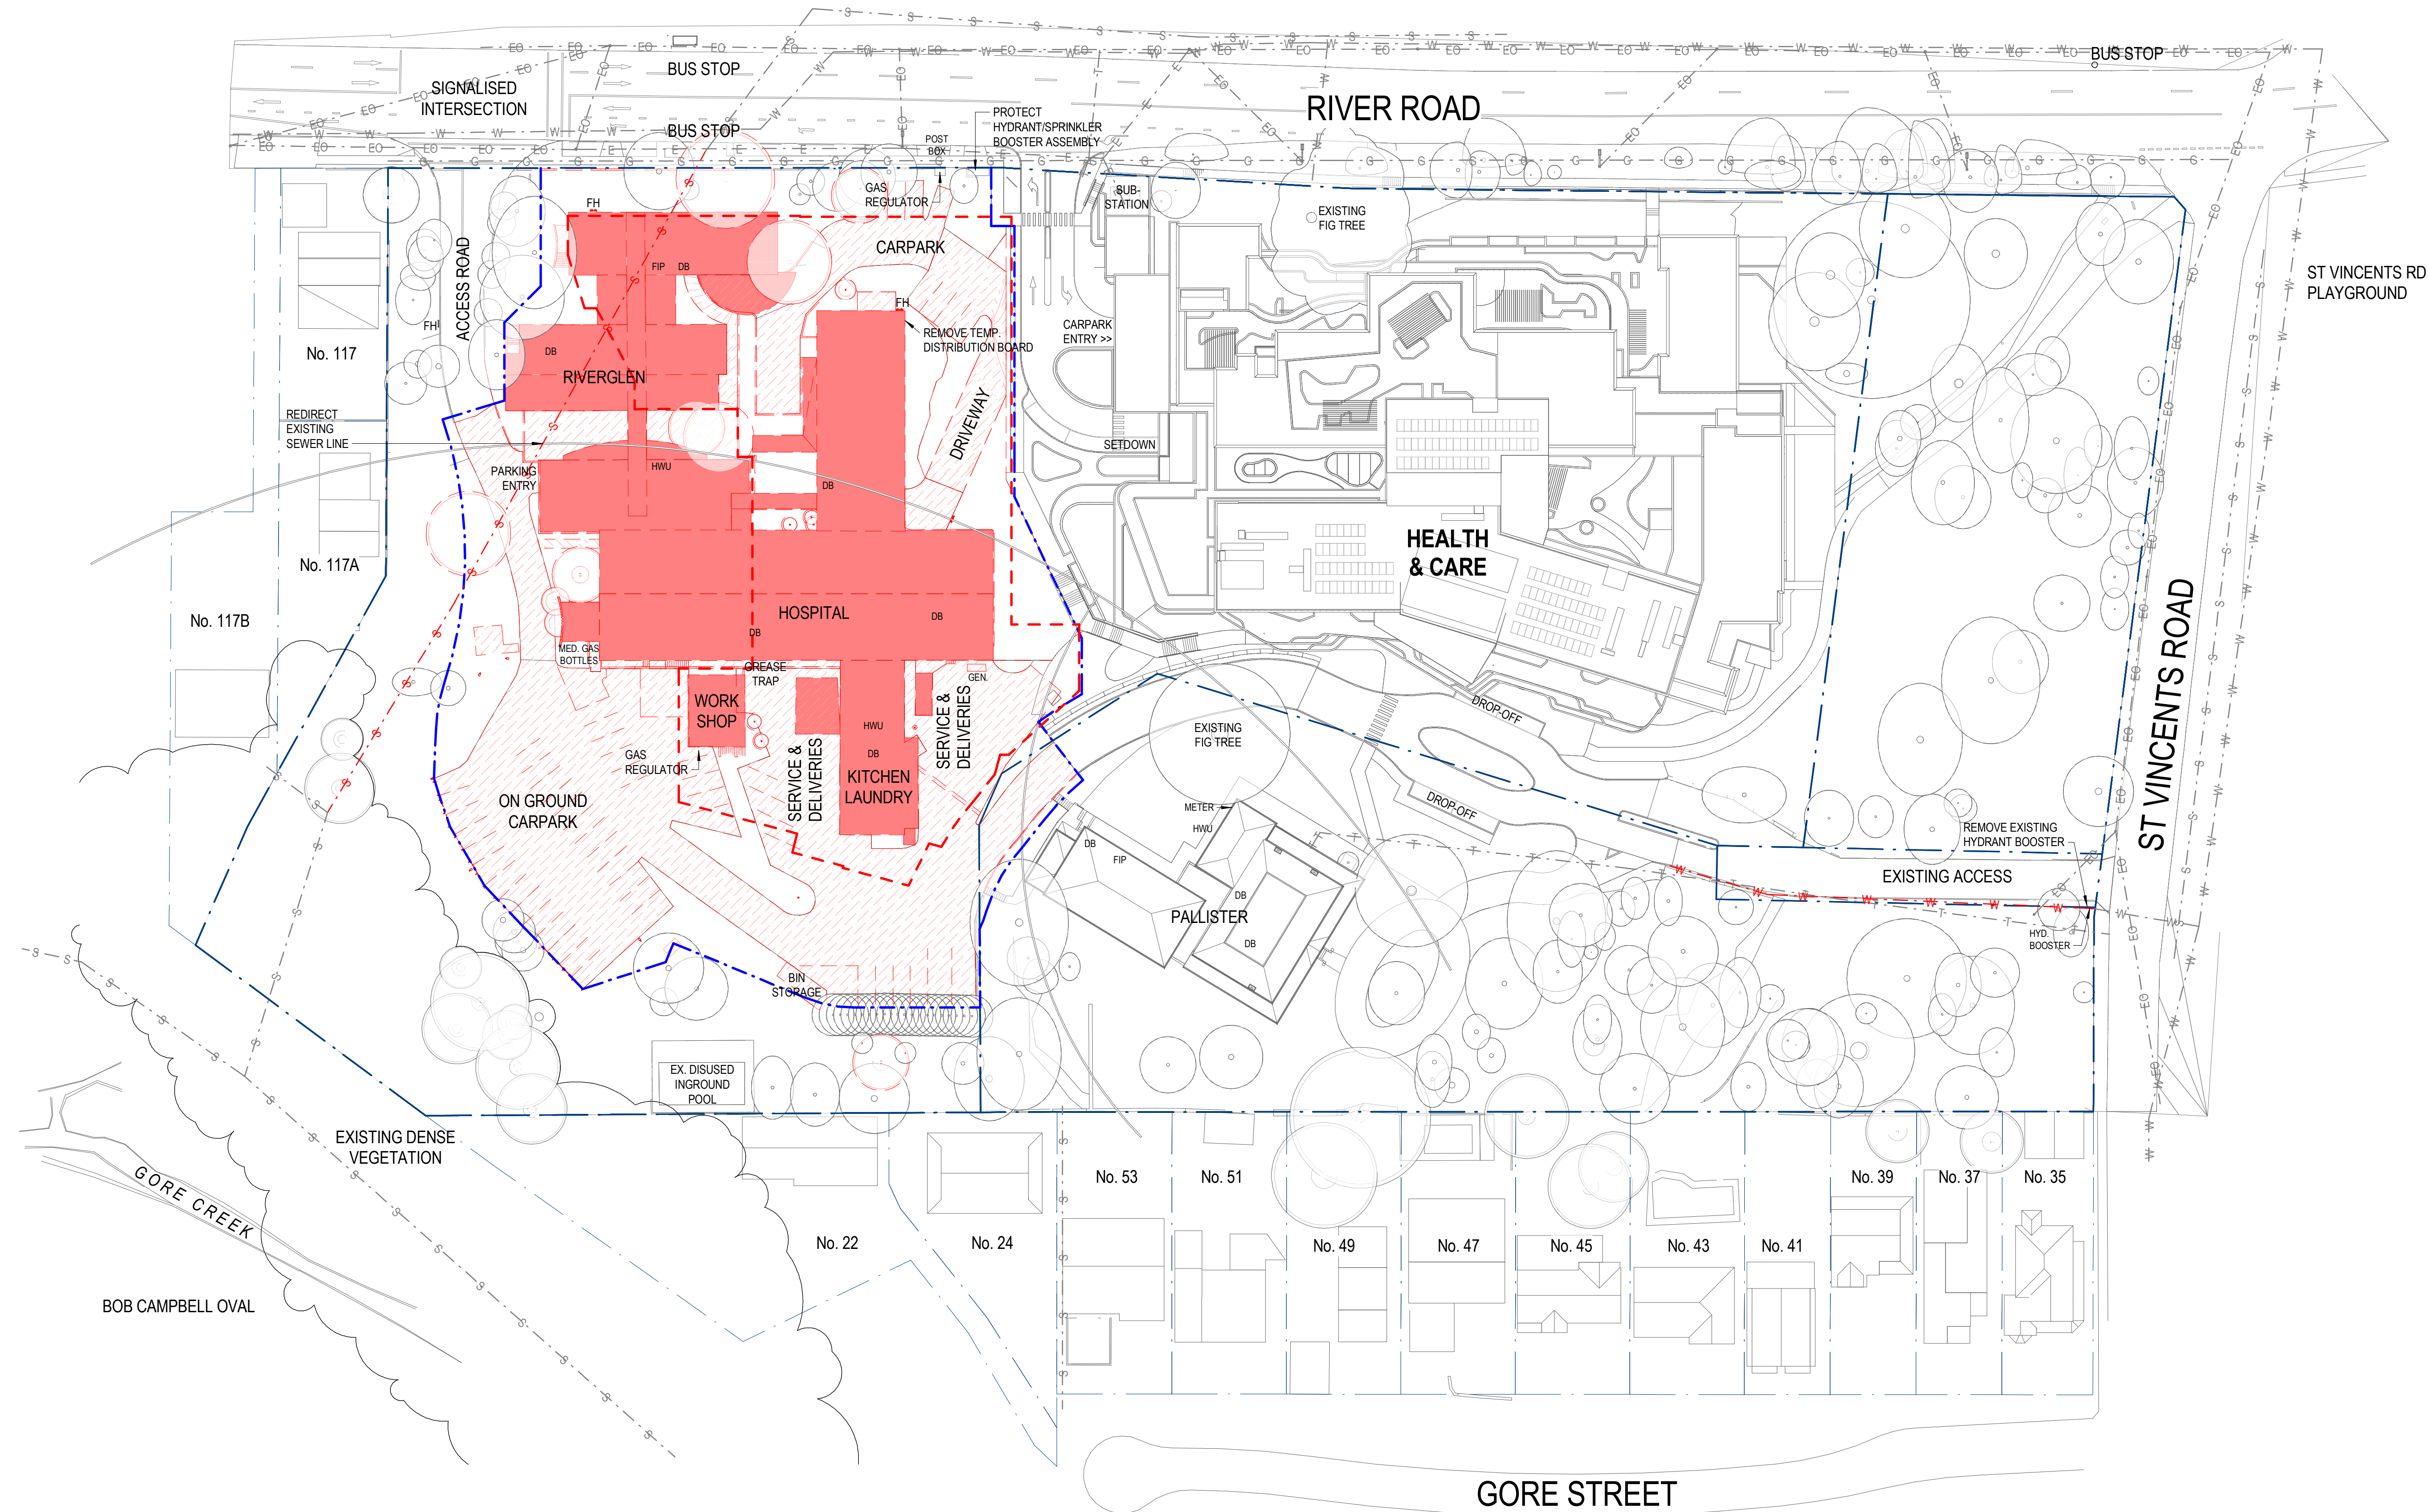 BUS STOP
BUS STOP
SIGNALISED
INTERSECTION
BUS STOP
RIVER ROAD
PROTECT
HYDRANT/SPRINKLER
BOOSTER ASSEMBLY
POST
BOX
GAS
REGULATOR
SUB-
STATION
EXISTING
FIG TREE
FH
CARPARK
ACCESS ROAD
FIP
DB
ST VINCENTS RD
PLAYGROUND
FH
FH
REMOVE TEMP.
DISTRIBUTION BOARD
CARPARK
ENTRY >>
No. 117
DB
RIVERGLEN
DRIVEWAY
REDIRECT
EXISTING
SEWER LINE
SETDOWN
PARKING
ENTRY
HWU
DB
HEALTH
& CARE
No. 117A
No. 117B
HOSPITAL
DB
DB
MED. GAS
BOTTLES
GREASE
TRAP
GEN.
WORK
SHOP
SERVICE &
DELIVERIES
HWU
DB
KITCHEN
LAUNDRY
SERVICE &
DELIVERIES
GAS
REGULATOR
ON GROUND
CARPARK
EXISTING
FIG TREE
DROP-OFF
DROP-OFF
ST VINCENTS ROAD
METER
HWU
DB
FIP
DB
PALLISTER
DB
REMOVE EXISTING
HYDRANT BOOSTER
EXISTING ACCESS
HYD.
BOOSTER
BIN
STORAGE
EX. DISUSED
INGROUND
POOL
EXISTING DENSE
VEGETATION
GORE CREEK
BOB CAMPBELL OVAL
No. 22
No. 24
No. 53
No. 51
No. 49
No. 47
No. 45
No. 43
No. 41
No. 39
No. 37
No. 35
GORE STREET